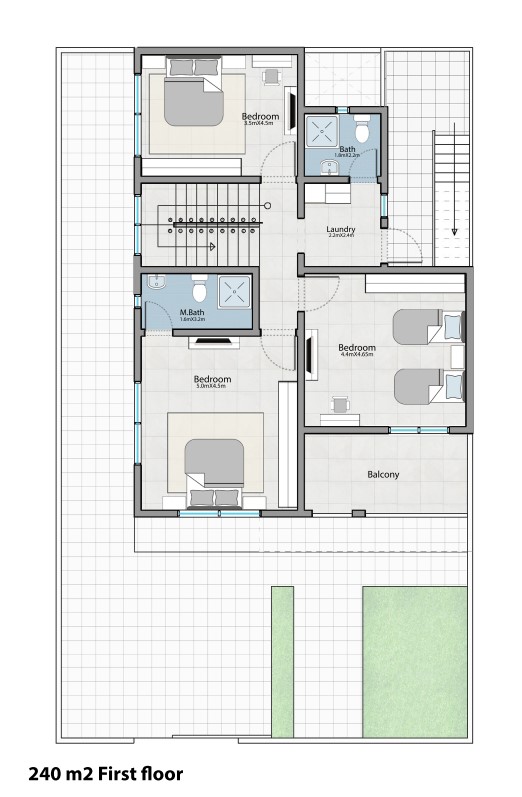 Bedroom
3.5mX4.5m
Bath
1.8mX2.2m
Laundry
2.2mX2.4m
M.Bath
1.6mX3.2m
Bedroom
4.4mX4.65m
Bedroom
5.0mX4.5m
Balcony
240 m2 First floor